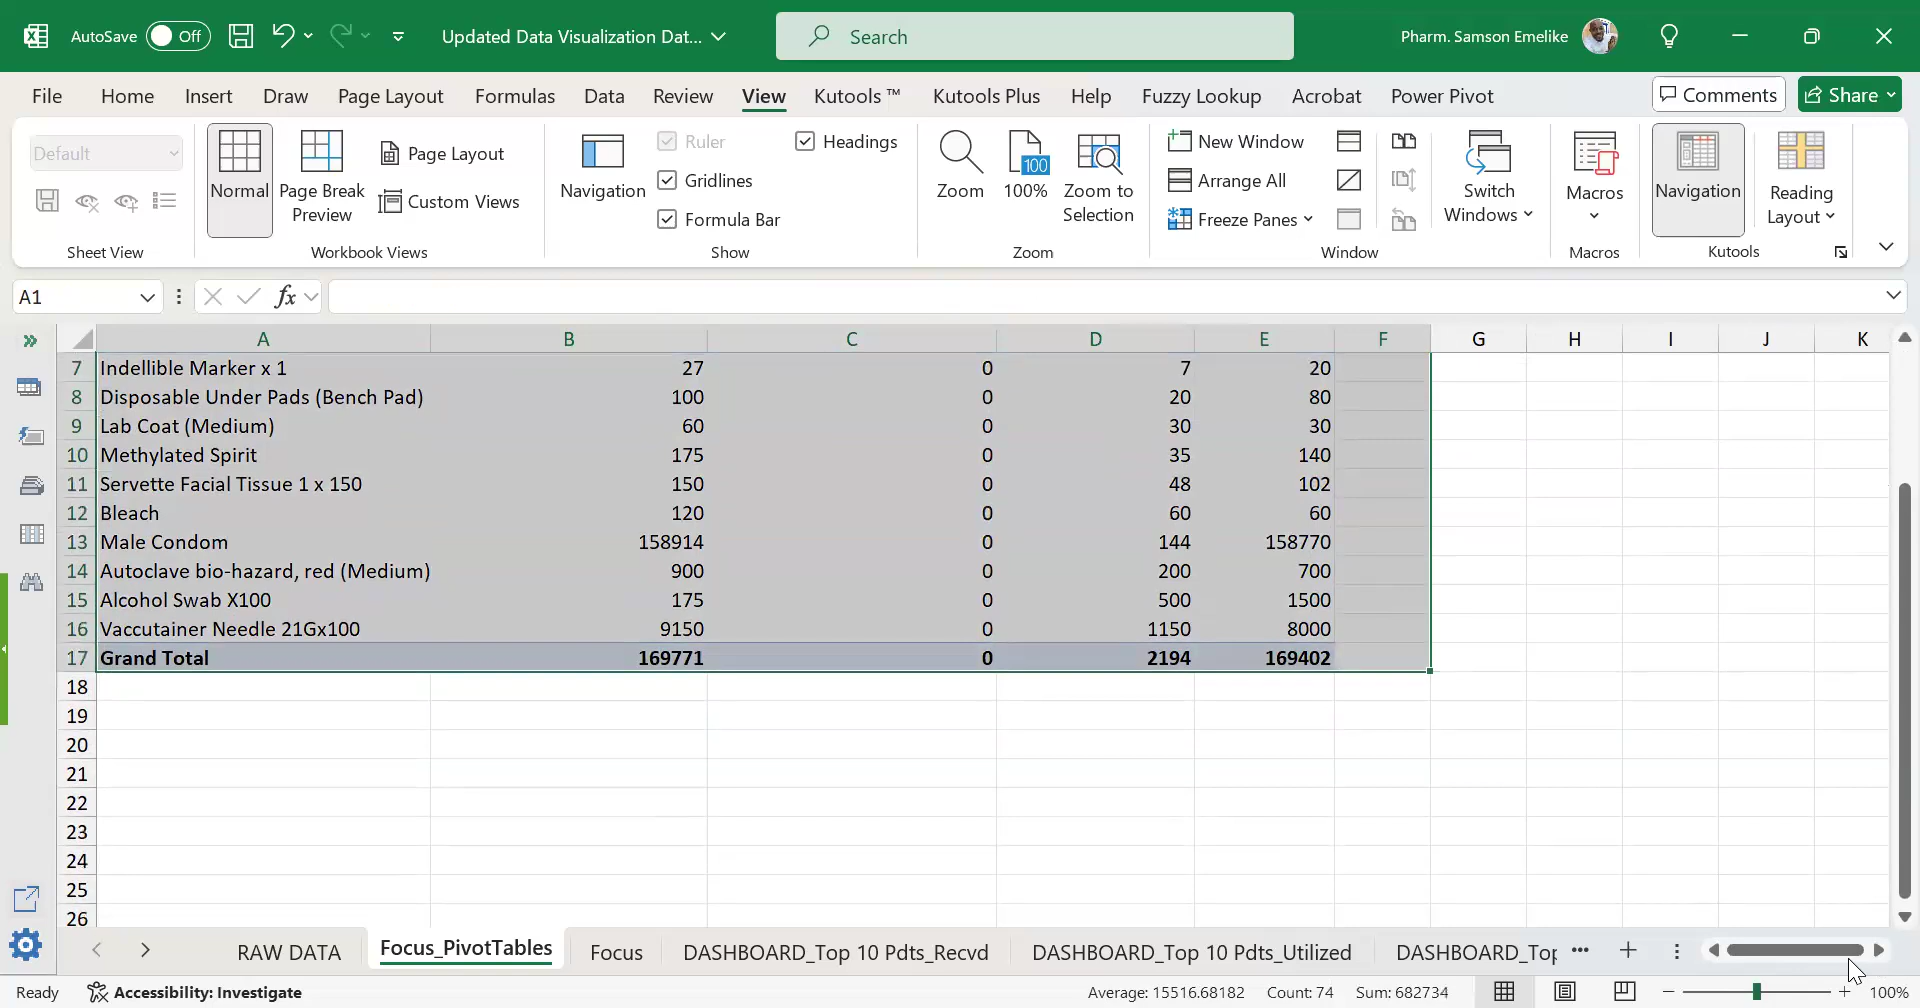 AutoSave Off Updated Data Visualization Dat... Search Pharm. Samson Emelike
File Home Insert Draw Page Layout Formulas Data Review View Kutools ™ Kutools Plus Help Fuzzy Lookup Acrobat Power Pivot Comments Share
Default
Normal
Page Break Preview
Page Layout
Custom Views
Navigation
Ruler
Gridlines
Formula Bar
Headings
Zoom
100
100%
Zoom to Selection
New Window
Arrange All
Freeze Panes
Switch Windows
Macros
Navigation
Reading Layout
Sheet View Workbook Views Show Zoom Window Macros Kutools
A1 fx
A B C D E F G H I J K
7 Indellible Marker x 1 27 0 7 20
8 Disposable Under Pads (Bench Pad) 100 0 20 80
9 Lab Coat (Medium) 60 0 30 30
10 Methylated Spirit 175 0 35 140
11 Servette Facial Tissue 1 x 150 150 0 48 102
12 Bleach 120 0 60 60
13 Male Condom 158914 0 144 158770
14 Autoclave bio-hazard, red (Medium) 900 0 200 700
15 Alcohol Swab X100 175 0 500 1500
16 Vaccutainer Needle 21Gx100 9150 0 1150 8000
17 Grand Total 169771 0 2194 169402
18
19
20
21
22
23
24
25
26
RAW DATA Focus_PivotTables Focus DASHBOARD_Top 10 Pdts_Recvd DASHBOARD_Top 10 Pdts_Utilized DASHBOARD_Top ...
Ready Accessibility: Investigate Average: 15516.68182 Count: 74 Sum: 682734 100%